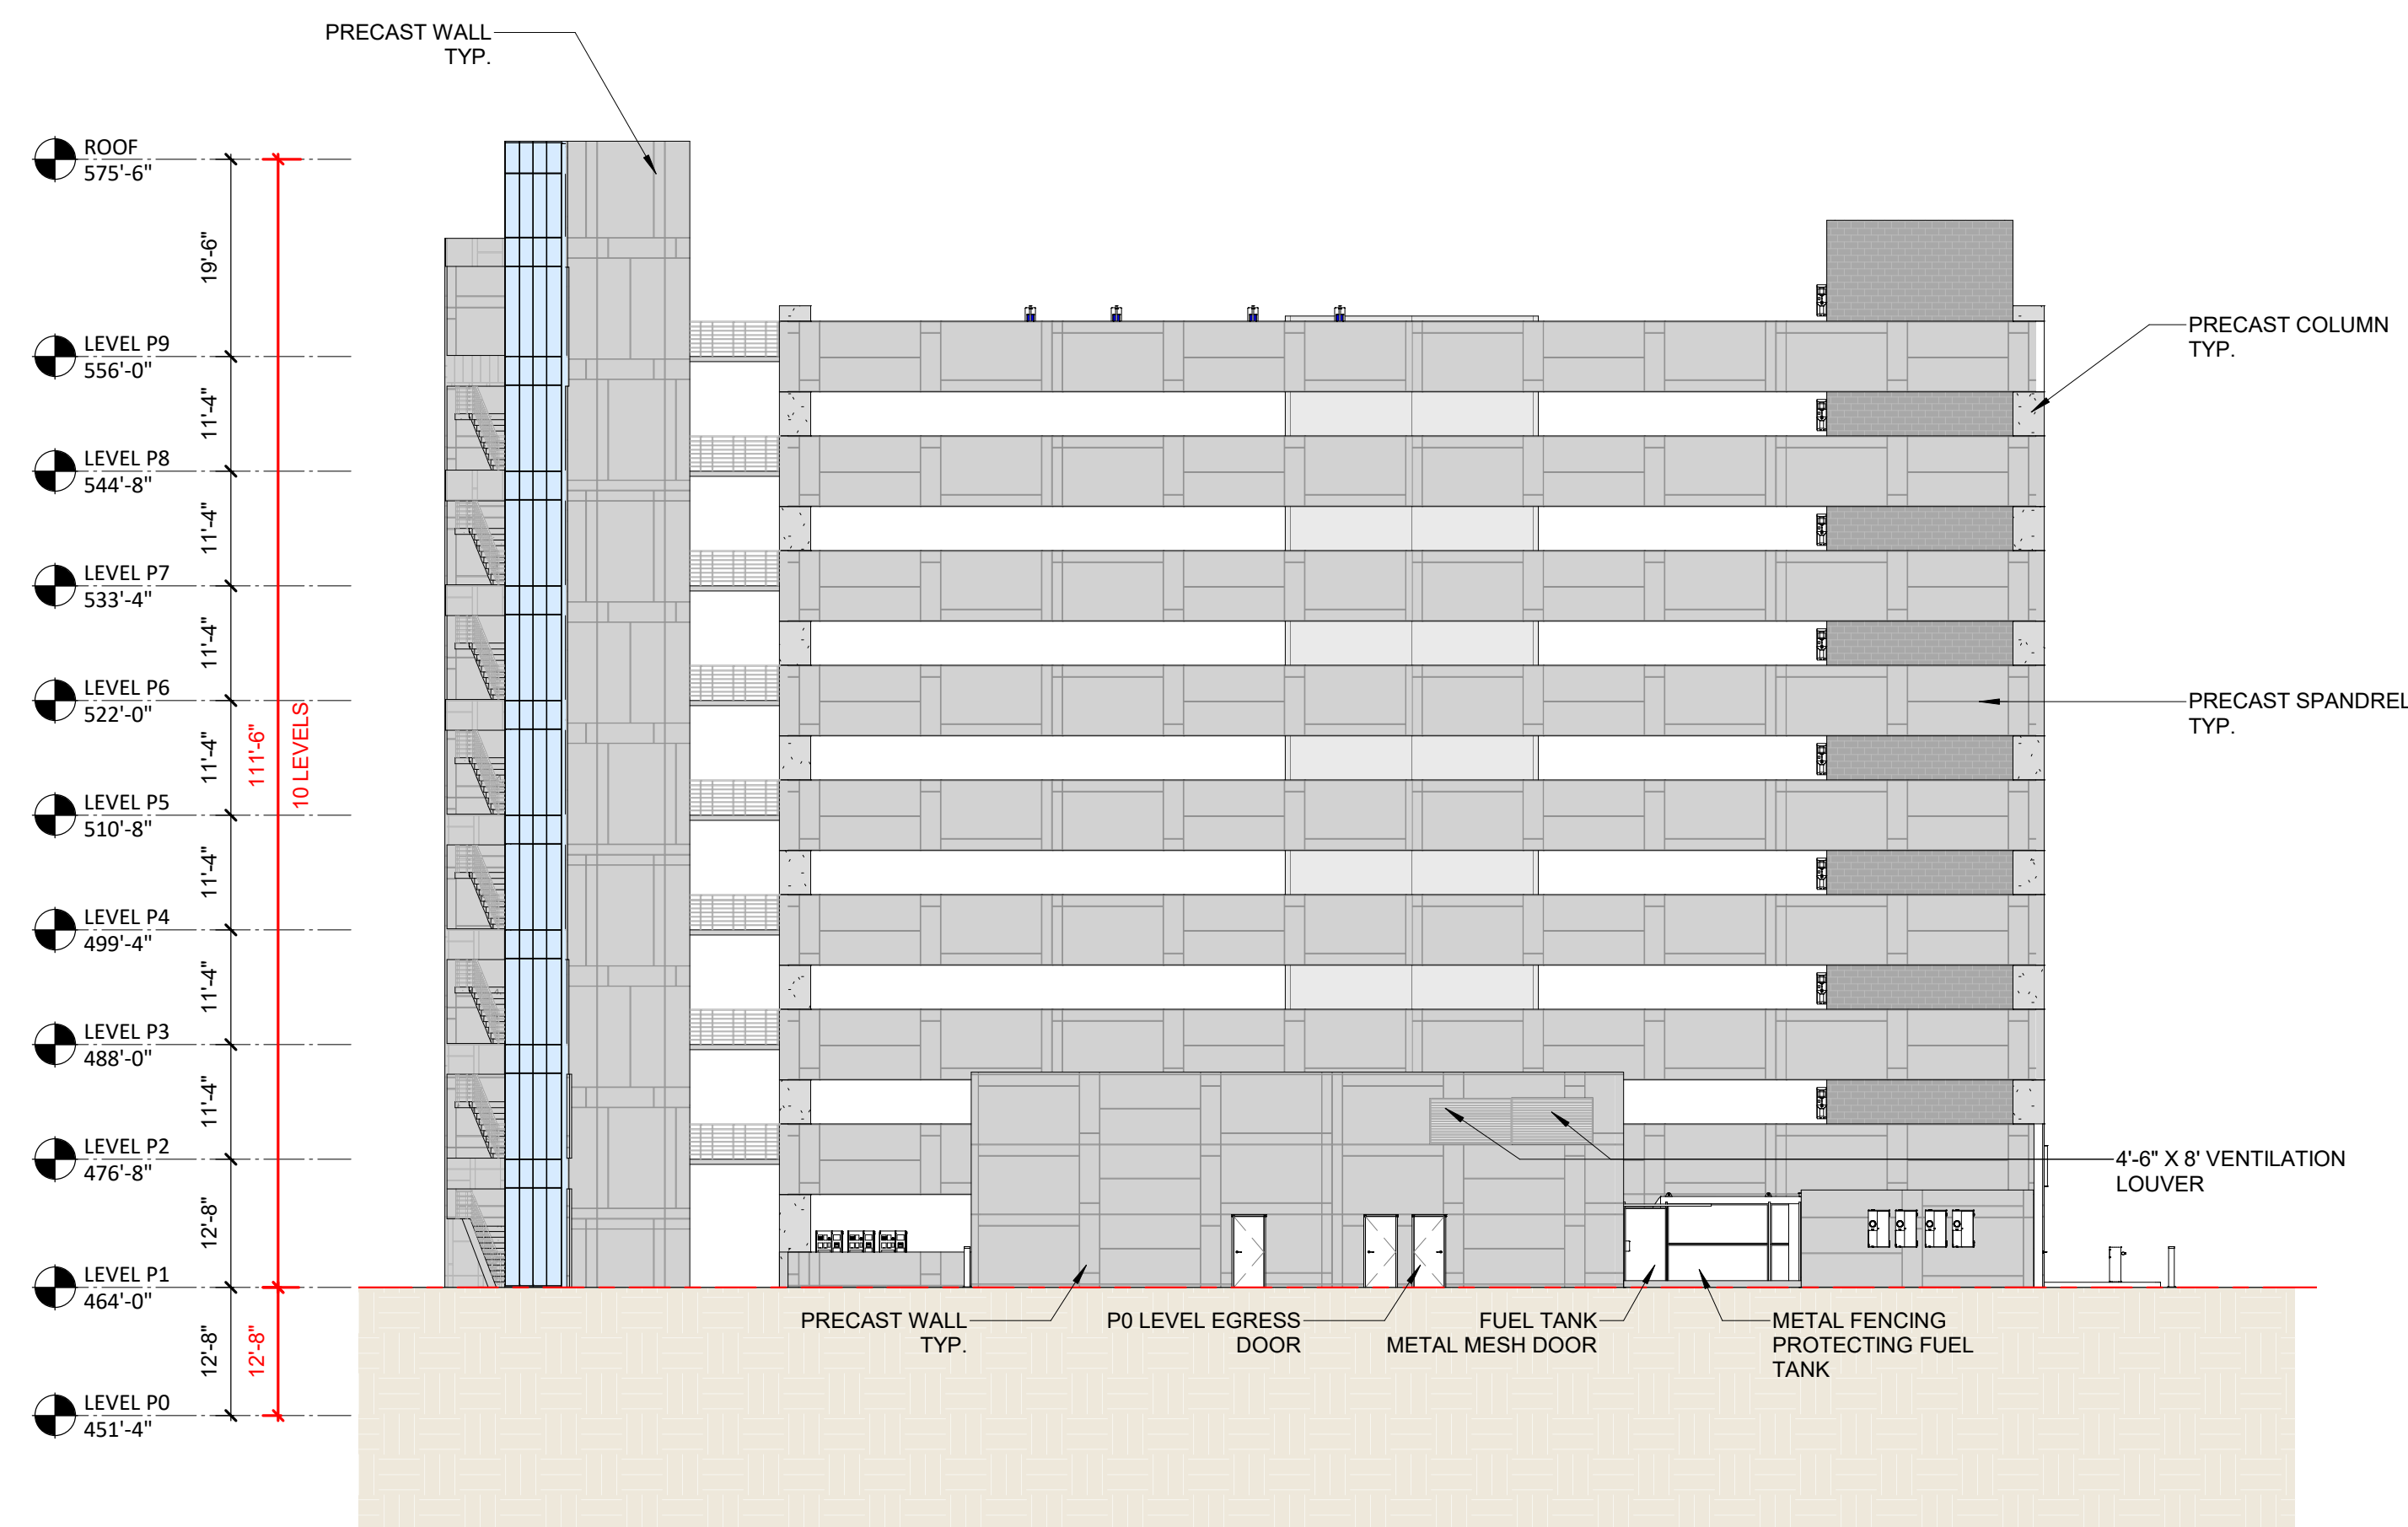 PRECAST WALL
TYP.
ROOF
575'-6"
19'-6"
LEVEL P9
556'-0"
PRECAST COLUMN
TYP.
11'-4"
LEVEL P8
544'-8"
11'-4"
LEVEL P7
533'-4"
11'-4"
LEVEL P6
522'-0"
PRECAST SPANDREL
TYP.
11'-4"
111'-6"
10 LEVELS
LEVEL P5
510'-8"
11'-4"
LEVEL P4
499'-4"
11'-4"
LEVEL P3
488'-0"
11'-4"
LEVEL P2
476'-8"
4'-6" X 8' VENTILATION
LOUVER
12'-8"
LEVEL P1
464'-0"
PRECAST WALL
TYP.
P0 LEVEL EGRESS
DOOR
FUEL TANK
METAL MESH DOOR
METAL FENCING
PROTECTING FUEL
TANK
12'-8"
12'-8"
LEVEL P0
451'-4"